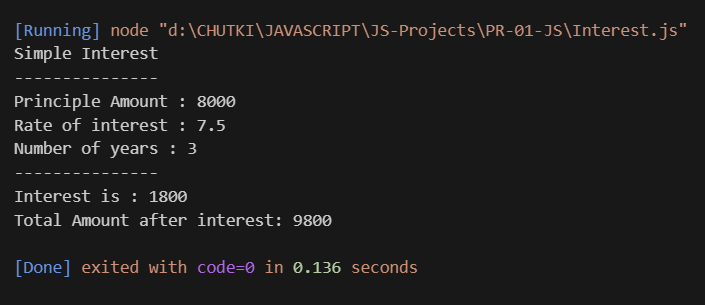 [Running] node "d:\CHUTKI\JAVASCRIPT\JS-Projects\PR-01-JS\Interest.js"
Simple Interest
---------------
Principle Amount : 8000
Rate of interest : 7.5
Number of years : 3
---------------
Interest is : 1800
Total Amount after interest: 9800
[Done] exited with code=0 in 0.136 seconds